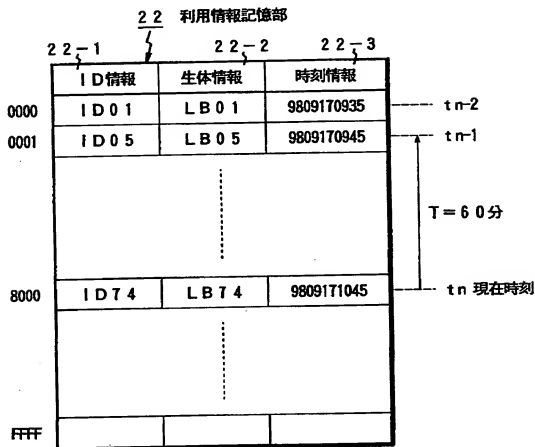 22 利用情報記憶部
22-1 22-2 22-3
ID情報 生体情報 時刻情報
0000 ID01 LB01 9809170935 tn-2
0001 ID05 LB05 9809170945 tn-1
T=60分
8000 ID74 LB74 9809171045 tn 現在時刻
FFFF